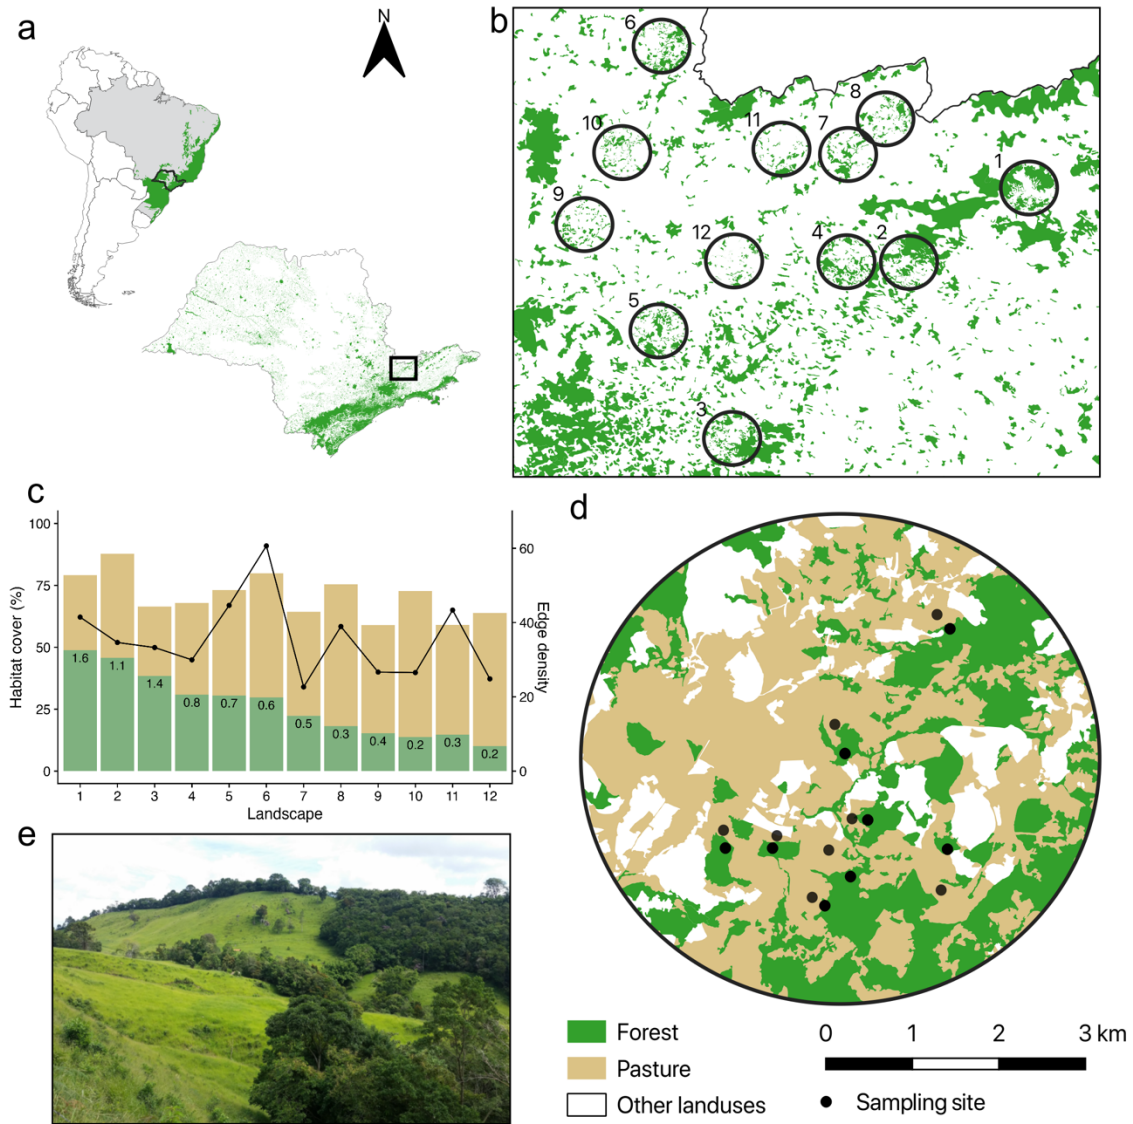 a
N
b
6
8
10
11
7
1
9
12
4
2
5
3
c
100
75
50
25
0
Habitat cover (%)
60
40
20
0
Edge density
1.6
1.1
1.4
0.8
0.7
0.6
0.5
0.3
0.4
0.2
0.3
0.2
1 2 3 4 5 6 7 8 9 10 11 12
Landscape
d
e
Forest
Pasture
Other landuses
0 1 2 3 km
Sampling site